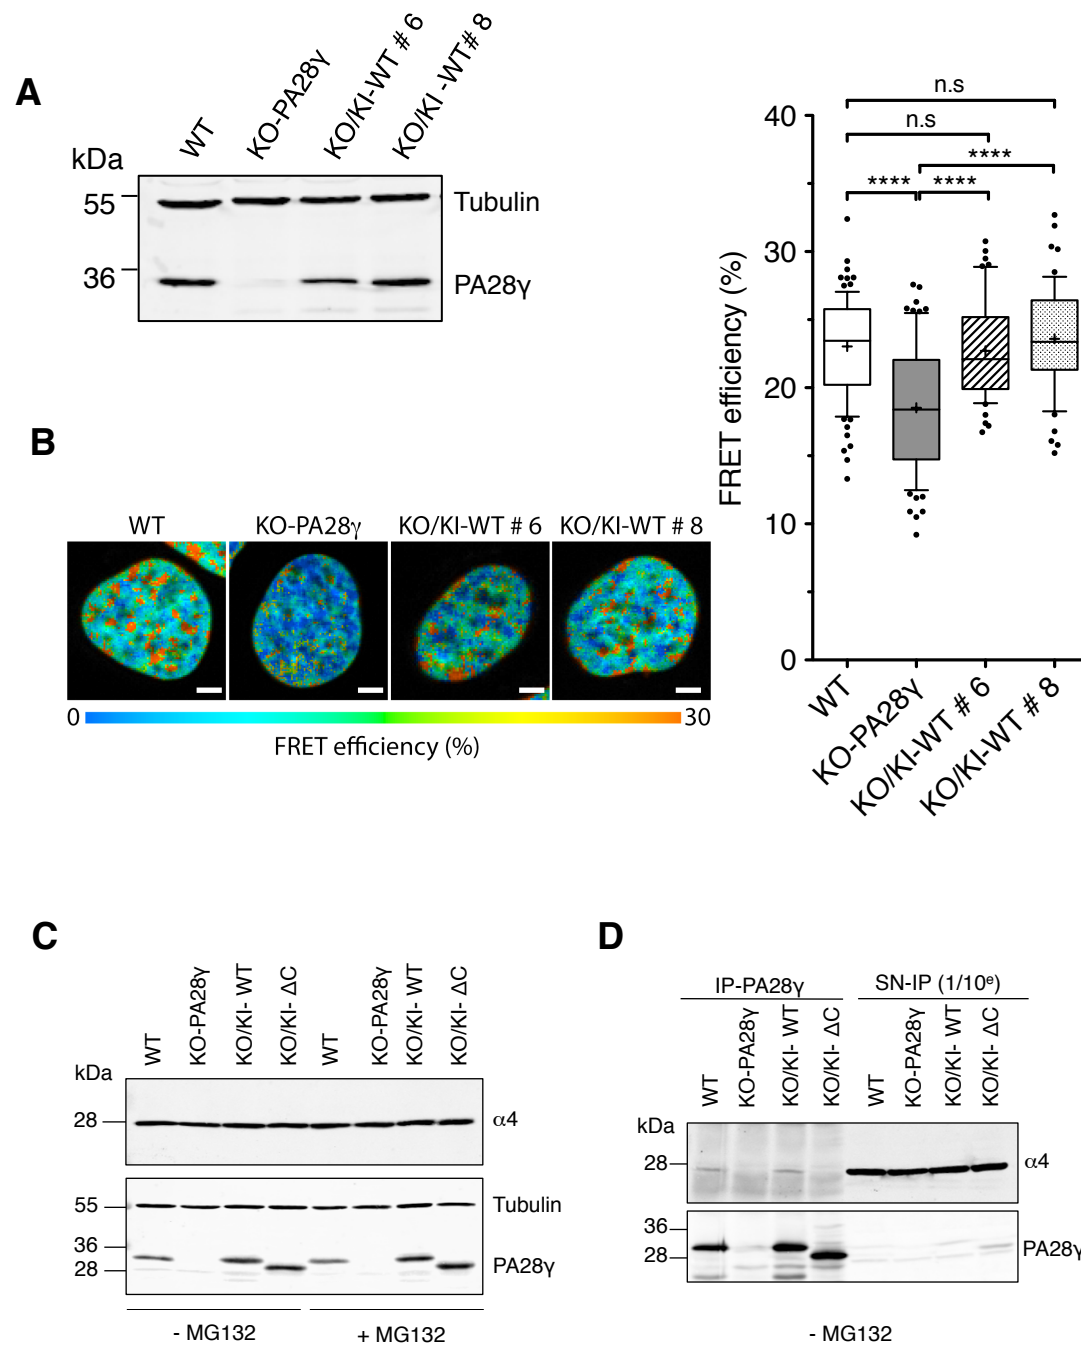 A
kDa
WT
KO-PA28γ
KO/KI-WT # 6
KO/KI -WT# 8
55
36
Tubulin
PA28γ
B
WT
KO-PA28γ
KO/KI-WT # 6
KO/KI-WT # 8
0
30
FRET efficiency (%)
FRET efficiency (%)
40
30
20
10
0
n.s
n.s
****
**** ****
WT
KO-PA28γ
KO/KI-WT # 6
KO/KI-WT # 8
C
WT
KO-PA28γ
KO/KI- WT
KO/KI- ΔC
WT
KO-PA28γ
KO/KI- WT
KO/KI- ΔC
kDa
28
α4
55
Tubulin
36
28
PA28γ
- MG132
+ MG132
D
IP-PA28γ
SN-IP (1/10ᵉ)
WT
KO-PA28γ
KO/KI- WT
KO/KI- ΔC
WT
KO-PA28γ
KO/KI- WT
KO/KI- ΔC
kDa
28
α4
36
28
PA28γ
- MG132